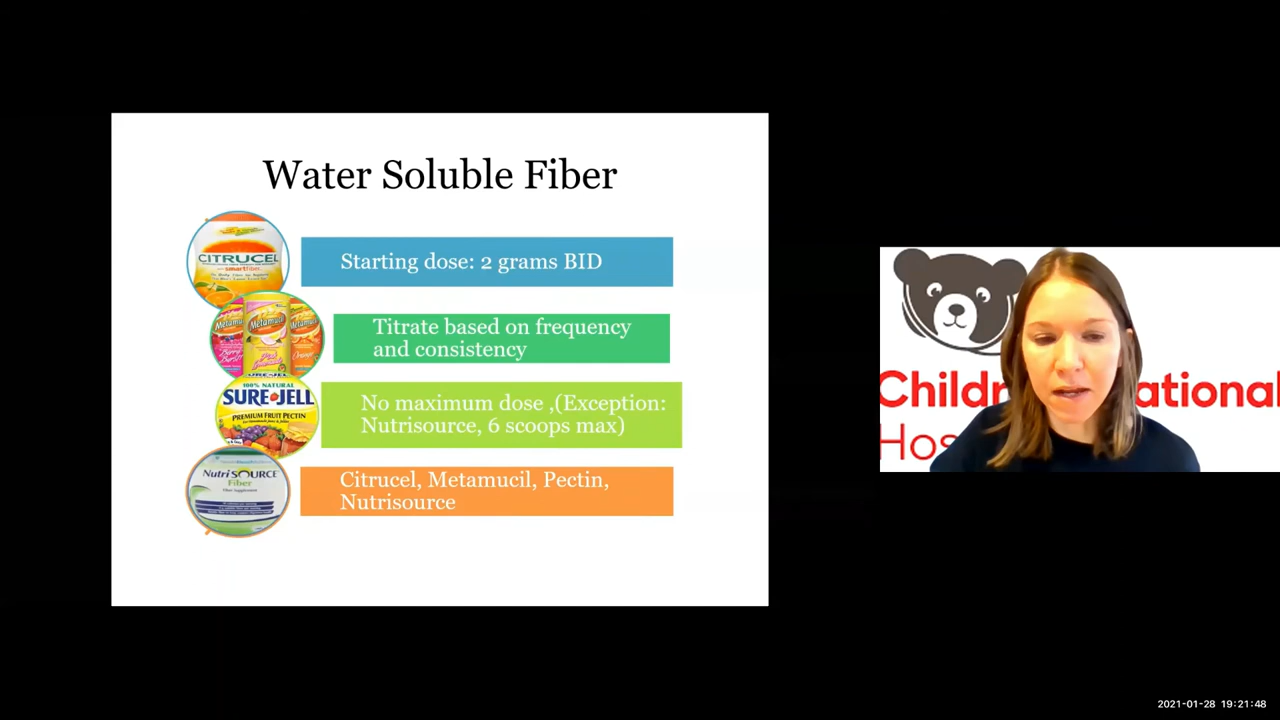 Water Soluble Fiber
CITRUCEL
Starting dose: 2 grams BID
Metamucil
Titrate based on frequency
and consistency
100% NATURAL
SURE-JELL
PREMIUM FRUIT PECTIN
No maximum dose ,(Exception:
Nutrisource, 6 scoops max)
NutriSOURCE
Fiber
Citrucel, Metamucil, Pectin,
Nutrisource
Childr ational
Hos
2021-01-28 19:21:48